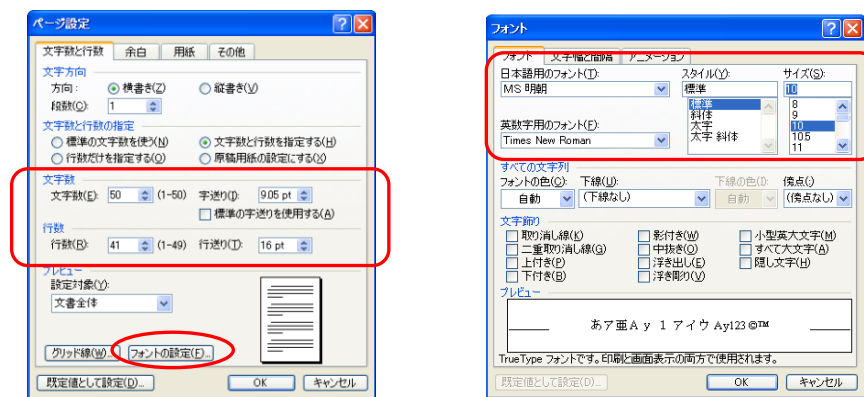 ページ設定
文字数と行数 余白 用紙 その他
文字方向
方向: 横書き(Z) 縦書き(V)
段数(C): 1
文字数と行数の指定
標準の文字数を使う(N) 文字数と行数を指定する(H)
行数だけを指定する(O) 原稿用紙の設定にする(X)
文字数
文字数(E): 50 (1-50) 字送り(I): 9.05 pt
標準の字送りを使用する(A)
行数
行数(R): 41 (1-49) 行送り(T): 16 pt
プレビュー
設定対象(Y):
文書全体
グリッド線(W)... フォントの設定(F)...
既定値として設定(D)... OK キャンセル
フォント
フォント 文字幅と間隔 アニメーション
日本語用のフォント(T): スタイル(Y): サイズ(S):
MS 明朝 標準 10
標準 8
斜体 9
英数字用のフォント(F): 太字 10
Times New Roman 太字 斜体 10.5
11
すべての文字列
フォントの色(C): 下線(U): 下線の色(I): 傍点(:)
自動 (下線なし) 自動 (傍点なし)
文字飾り
取り消し線(K) 影付き(W) 小型英大文字(M)
二重取り消し線(G) 中抜き(O) すべて大文字(A)
上付き(P) 浮き出し(E) 隠し文字(H)
下付き(B) 浮き彫り(V)
プレビュー
あア亜Ay 1 アイウ Ay123©™
TrueType フォントです。印刷と画面表示の両方で使用されます。
既定値として設定(D)... OK キャンセル